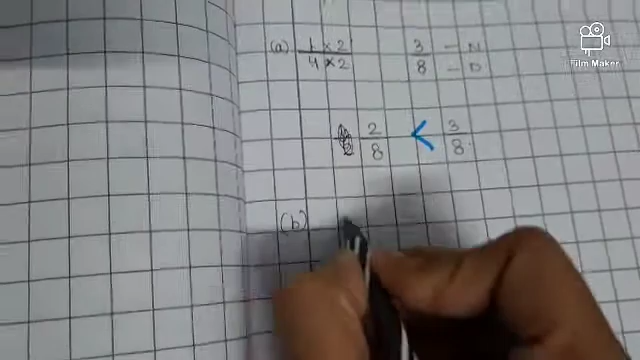 (a) 1 × 2 / 4 × 2   3 – N / 8 – D
2/8 < 3/8
(b)
Film Maker